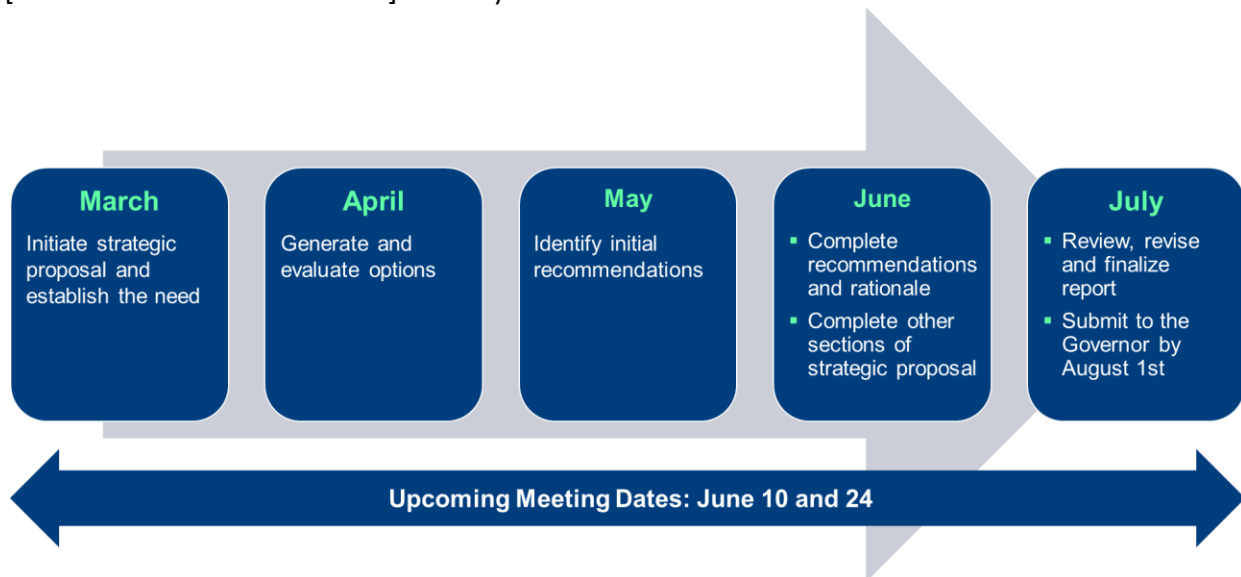 March
Initiate strategic
proposal and
establish the need
April
Generate and
evaluate options
May
Identify initial
recommendations
June
▪ Complete
recommendations
and rationale
▪ Complete other
sections of
strategic proposal
July
▪ Review, revise
and finalize
report
▪ Submit to the
Governor by
August 1st
Upcoming Meeting Dates: June 10 and 24